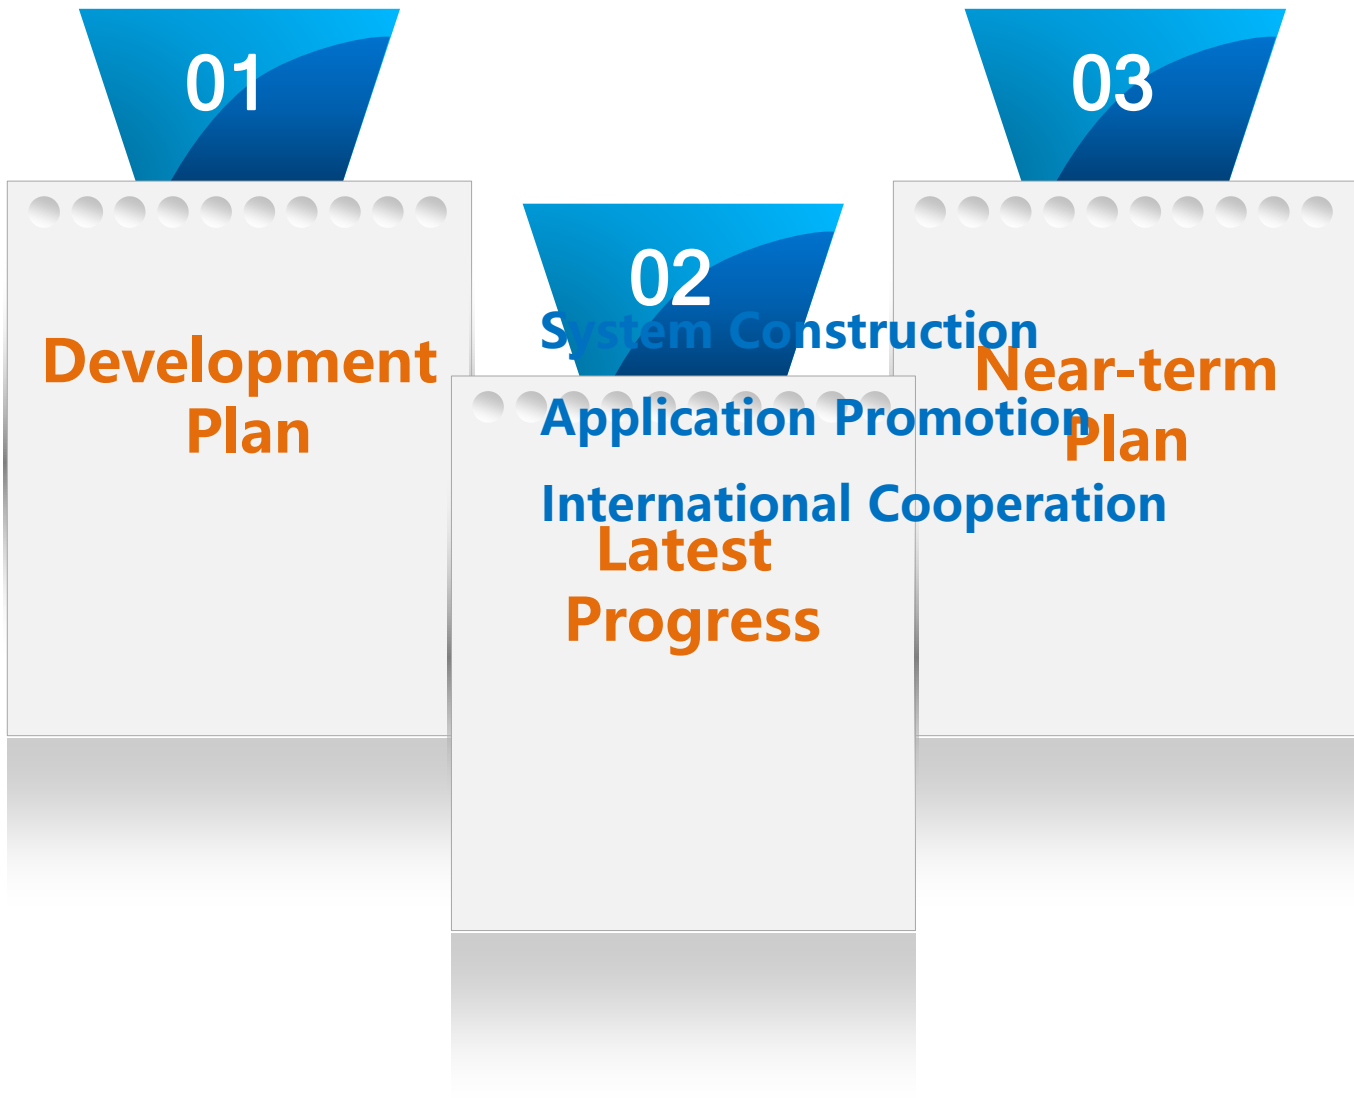 01
Development
Plan
02
System Construction
Application Promotion
International Cooperation
Latest
Progress
03
Near-term
Plan